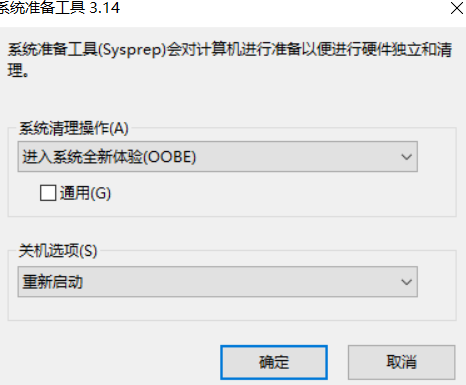 系统准备工具 3.14
系统准备工具(Sysprep)会对计算机进行准备以便进行硬件独立和清
理。
系统清理操作(A)
进入系统全新体验(OOBE)
通用(G)
关机选项(S)
重新启动
确定
取消